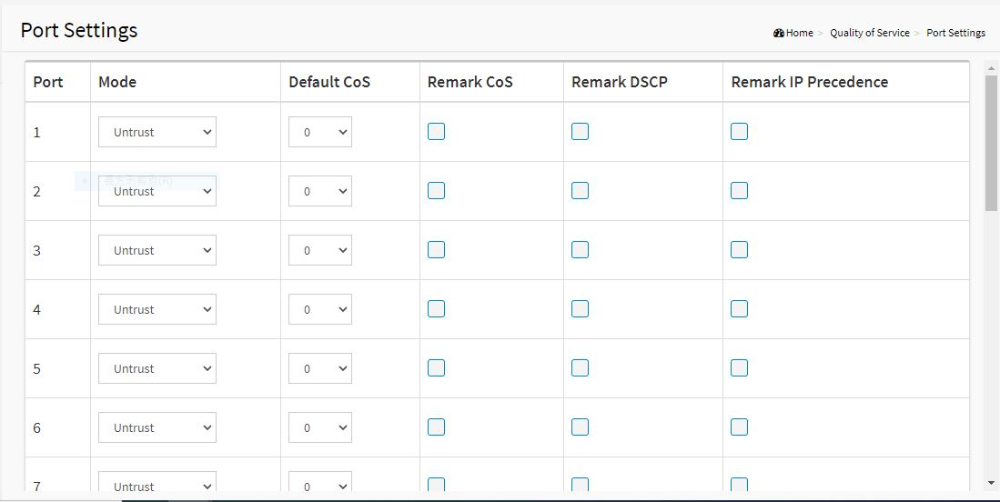 Port Settings
Home > Quality of Service > Port Settings
Port Mode Default CoS Remark CoS Remark DSCP Remark IP Precedence
1 Untrust 0
2 Untrust 0
3 Untrust 0
4 Untrust 0
5 Untrust 0
6 Untrust 0
7 Untrust 0